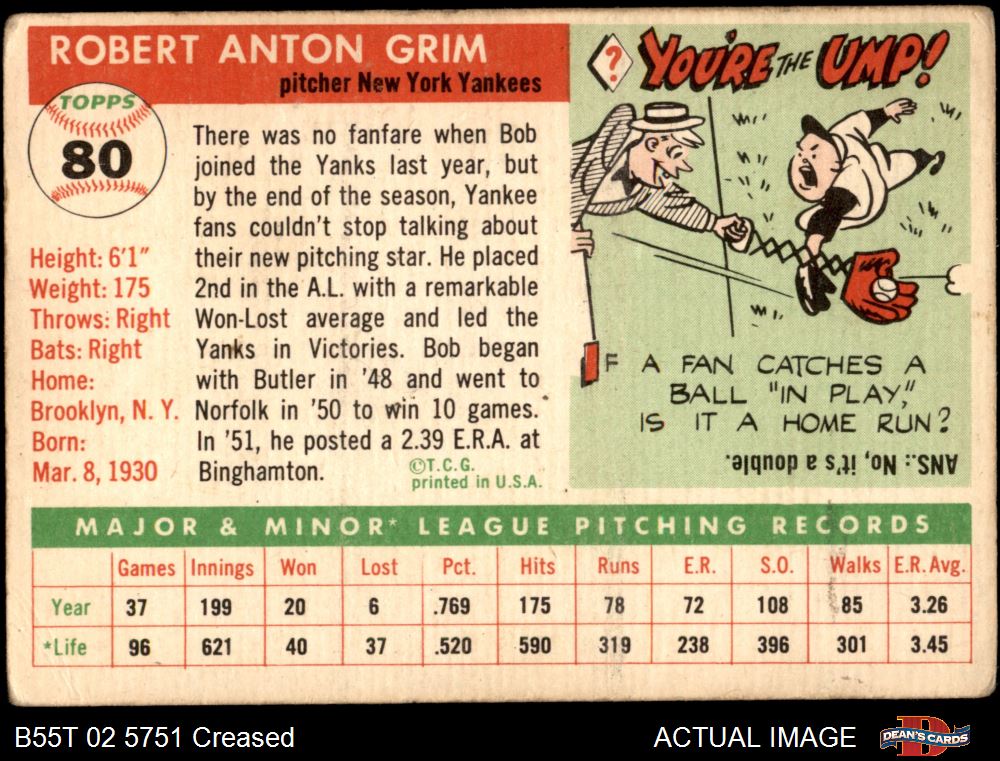 ROBERT ANTON GRIM
pitcher New York Yankees
TOPPS
80
Height: 6'1"
Weight: 175
Throws: Right
Bats: Right
Home:
Brooklyn, N. Y.
Born:
Mar. 8, 1930
There was no fanfare when Bob
joined the Yanks last year, but
by the end of the season, Yankee
fans couldn't stop talking about
their new pitching star. He placed
2nd in the A.L. with a remarkable
Won-Lost average and led the
Yanks in Victories. Bob began
with Butler in '48 and went to
Norfolk in '50 to win 10 games.
In '51, he posted a 2.39 E.R.A. at
Binghamton.
©T.C.G.
printed in U.S.A.
?
YOU'RE THE UMP!
IF A FAN CATCHES A
BALL "IN PLAY,"
IS IT A HOME RUN?
ANS.: No, it's a double.
MAJOR & MINOR* LEAGUE PITCHING RECORDS
Games Innings Won Lost Pct. Hits Runs E.R. S.O. Walks E.R. Avg.
Year 37 199 20 6 .769 175 78 72 108 85 3.26
*Life 96 621 40 37 .520 590 319 238 396 301 3.45
B55T 02 5751 Creased
ACTUAL IMAGE
DEAN'S CARDS